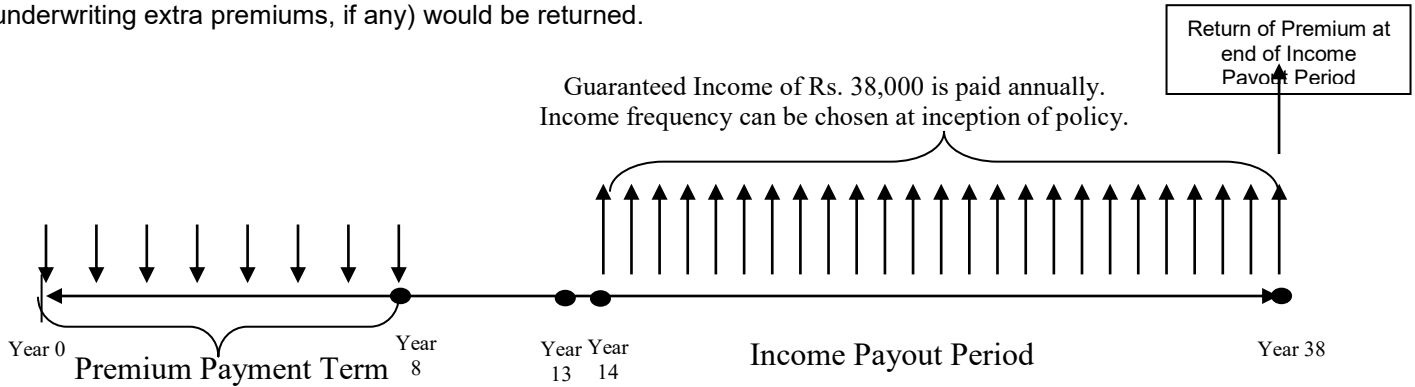 underwriting extra premiums, if any) would be returned.
Return of Premium at
end of Income
Payout Period
Guaranteed Income of Rs. 38,000 is paid annually.
Income frequency can be chosen at inception of policy.
Year 0
Premium Payment Term
Year
8
Year
13
Year
14
Income Payout Period
Year 38